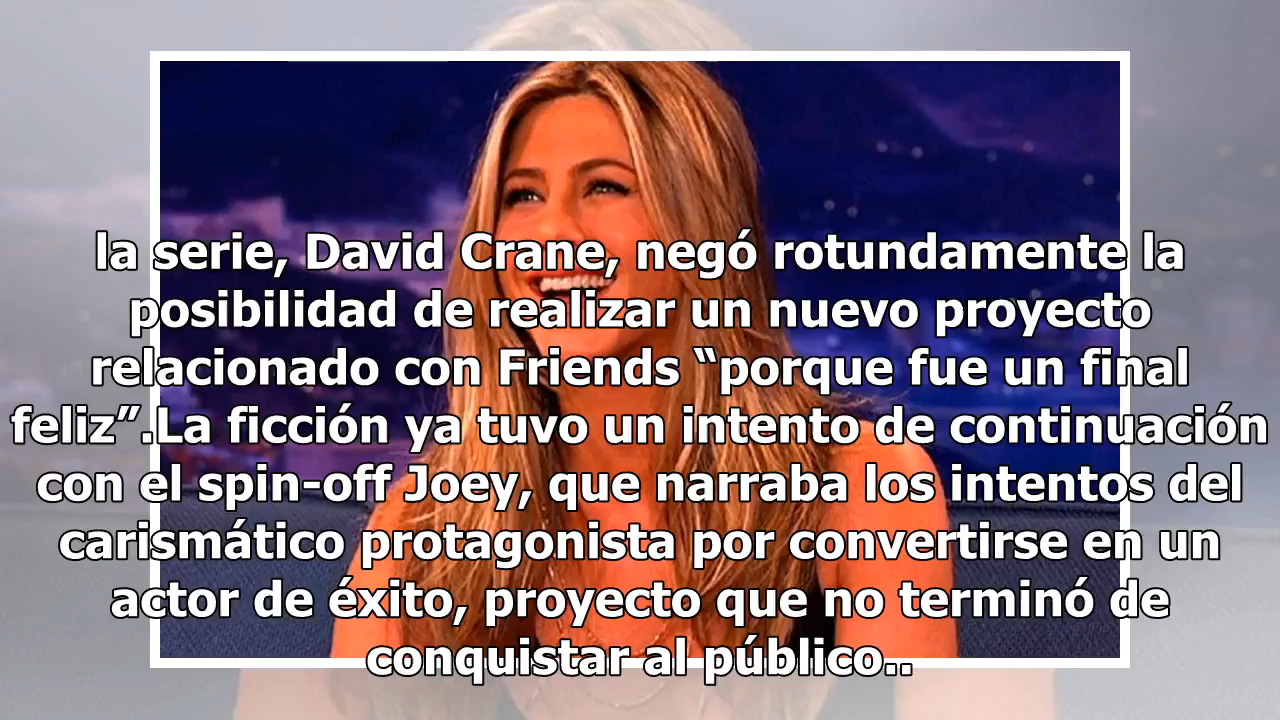 la serie, David Crane, negó rotundamente la
posibilidad de realizar un nuevo proyecto
relacionado con Friends “porque fue un final
feliz”.La ficción ya tuvo un intento de continuación
con el spin-off Joey, que narraba los intentos del
carismático protagonista por convertirse en un
actor de éxito, proyecto que no terminó de
conquistar al público..